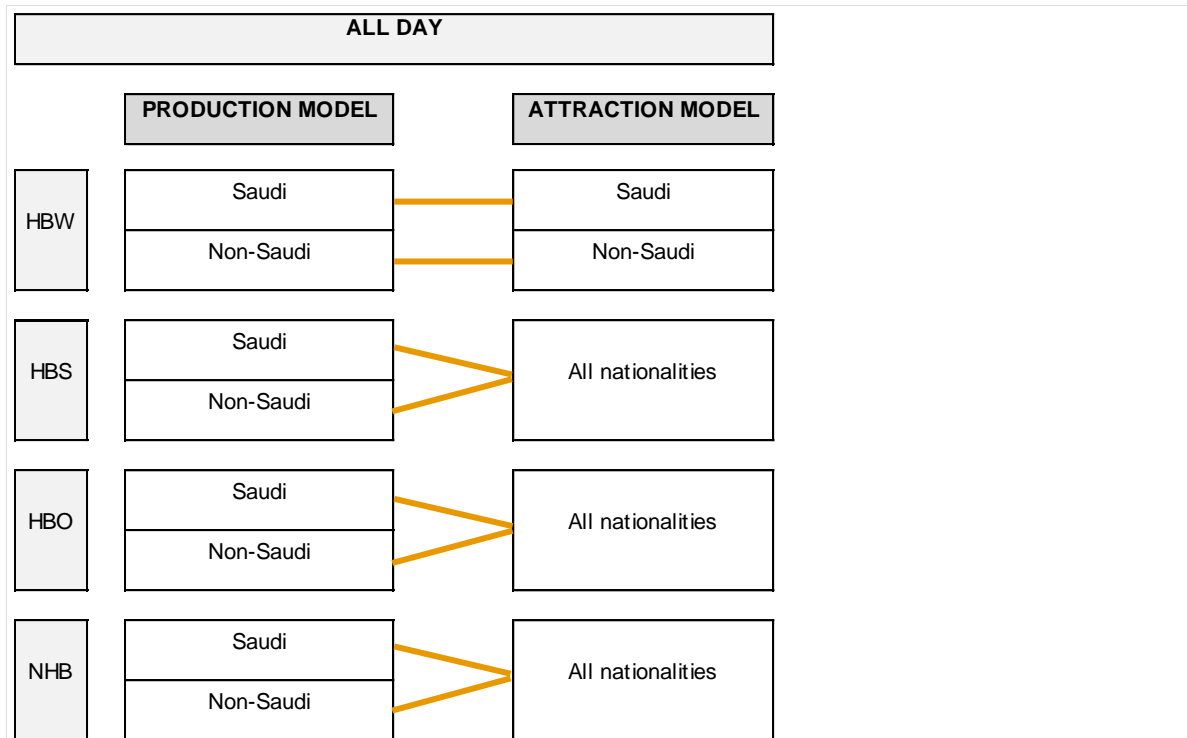 ALL DAY
PRODUCTION MODEL
ATTRACTION MODEL
HBW
Saudi
Saudi
Non-Saudi
Non-Saudi
HBS
Saudi
Non-Saudi
All nationalities
HBO
Saudi
Non-Saudi
All nationalities
NHB
Saudi
Non-Saudi
All nationalities